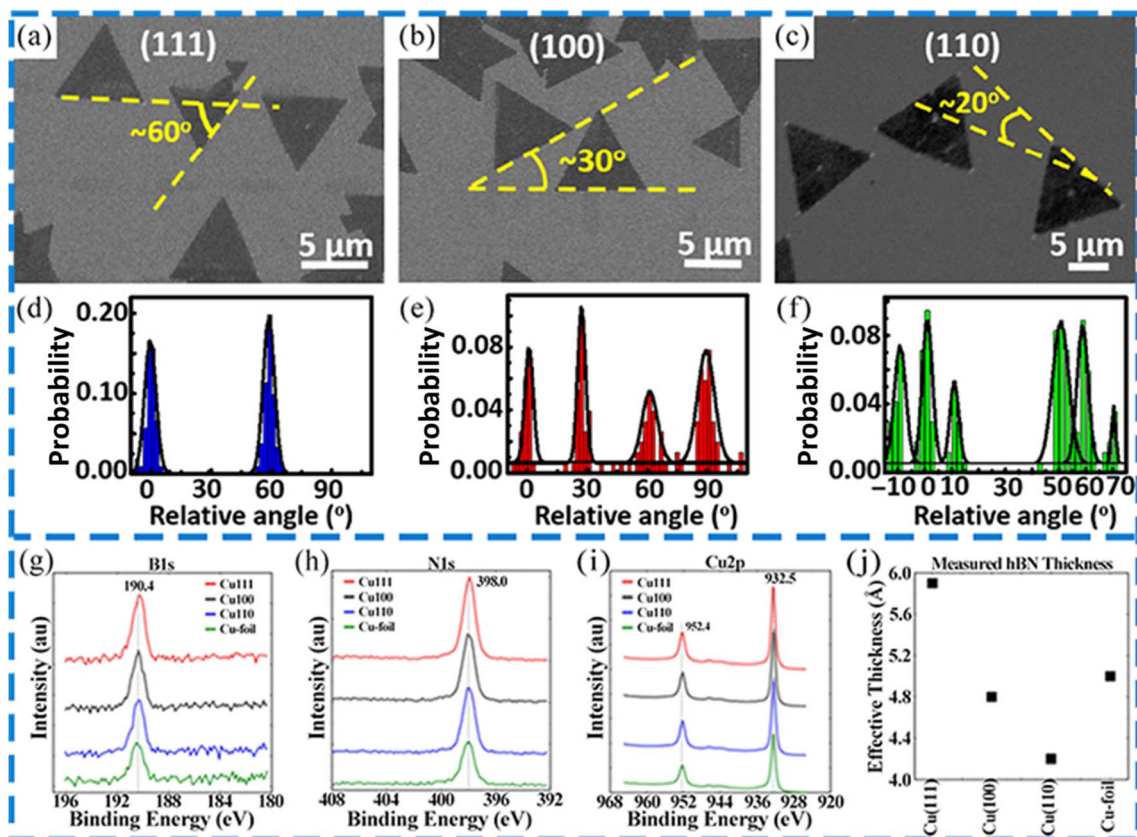 (a)
(111)
~60°
5 μm
(b)
(100)
~30°
5 μm
(c)
(110)
~20°
5 μm
(d)
Probability
0.20
0.10
0.00
0 30 60 90
Relative angle (°)
(e)
Probability
0.08
0.04
0.00
0 30 60 90
Relative angle (°)
(f)
Probability
0.08
0.04
0.00
−10 0 10 30 50 60 70
Relative angle (°)
(g)
B1s
190.4
Cu111
Cu100
Cu110
Cu-foil
Intensity (au)
196 192 188 184 180
Binding Energy (eV)
(h)
N1s
398.0
Cu111
Cu100
Cu110
Cu-foil
Intensity (au)
408 404 400 396 392
Binding Energy (eV)
(i)
Cu2p
932.5
952.4
Cu111
Cu100
Cu110
Cu-foil
Intensity (au)
968 960 952 944 936 928 920
Binding Energy (eV)
(j)
Measured hBN Thickness
Effective Thickness (Å)
6.0
5.6
5.2
4.8
4.4
4.0
Cu(111)
Cu(100)
Cu(110)
Cu-foil